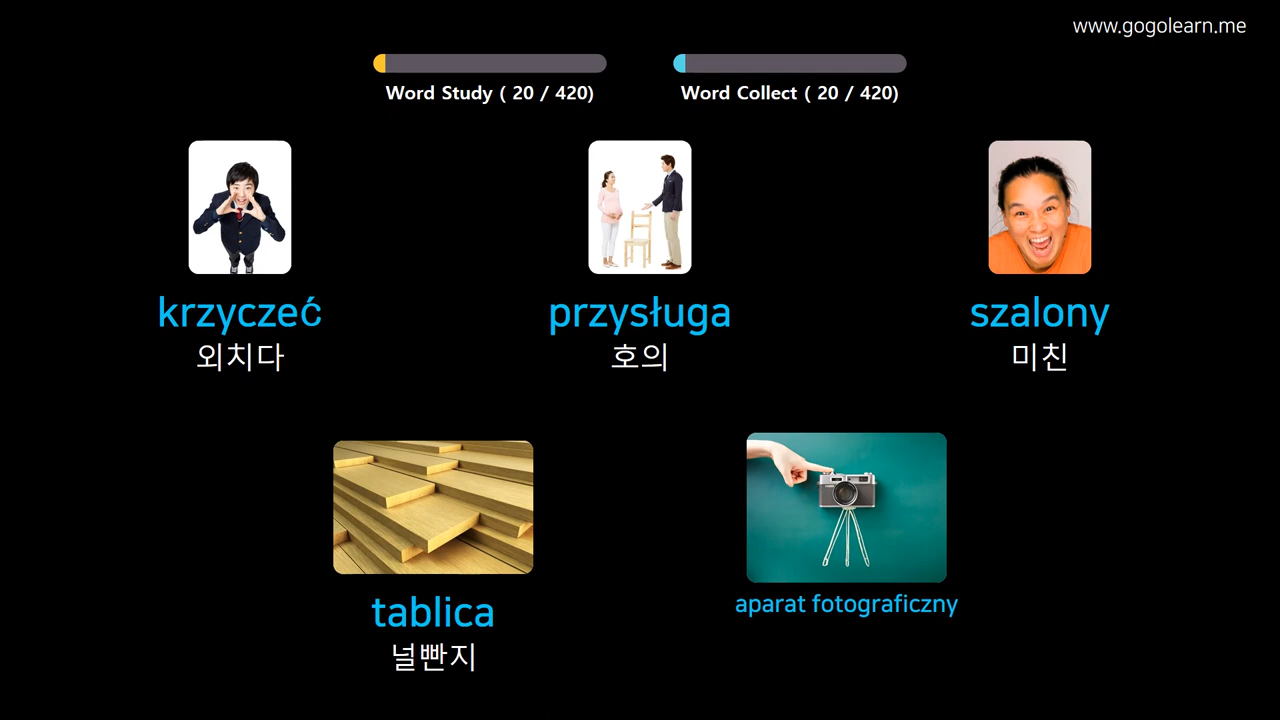 www.gogolearn.me
Word Study ( 20 / 420)
Word Collect ( 20 / 420)
krzyczeć
외치다
przysługa
호의
szalony
미친
tablica
널빤지
aparat fotograficzny